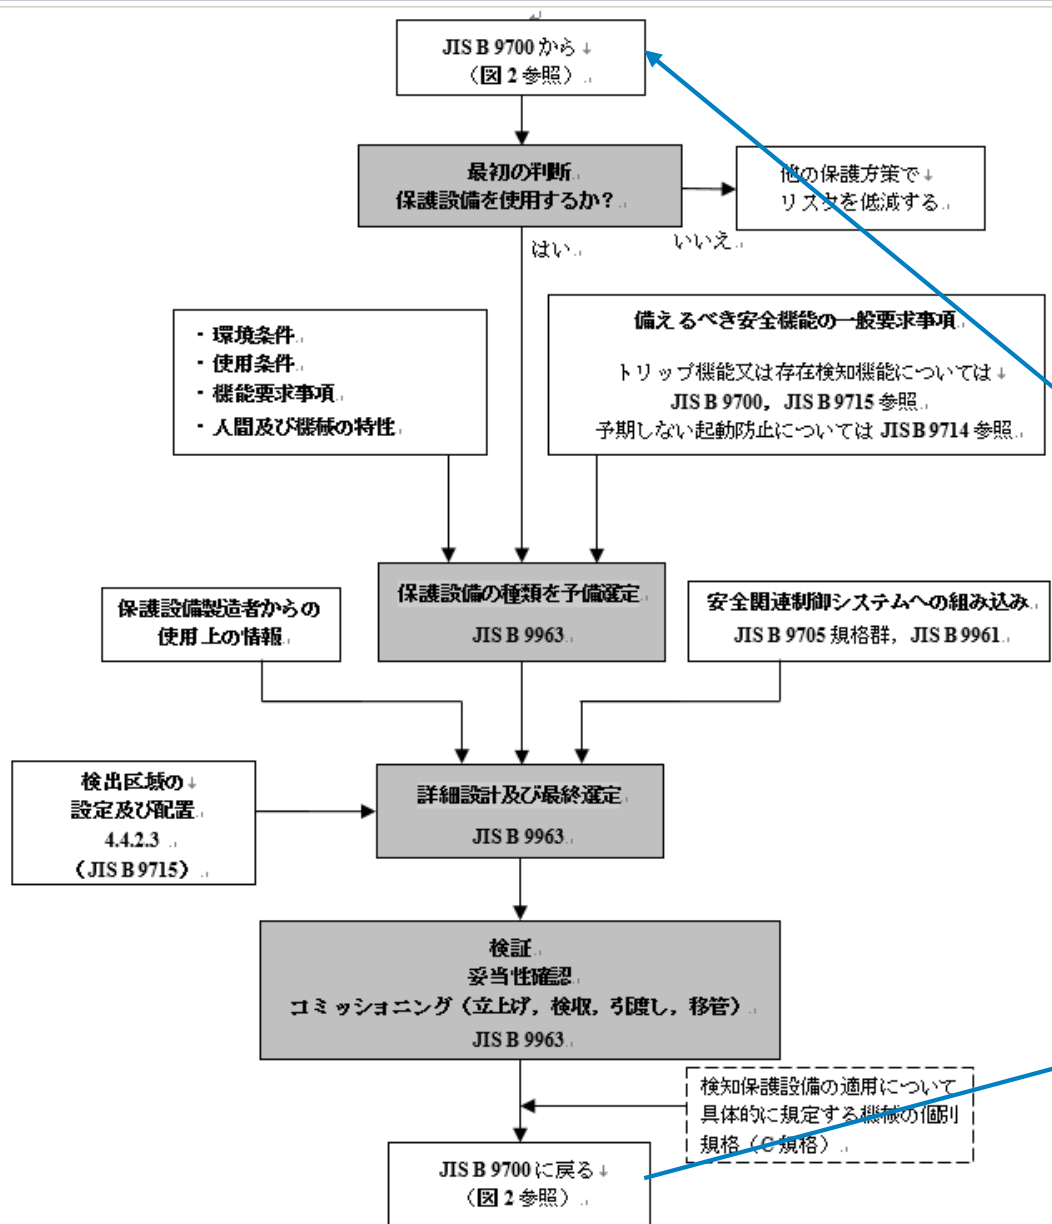 JIS B 9700 から
（図 2 参照）
最初の判断
保護設備を使用するか？
他の保護方策で
リスクを低減する
はい
いいえ
・環境条件
・使用条件
・機能要求事項
・人間及び機械の特性
備えるべき安全機能の一般要求事項
トリップ機能又は存在検知機能については
JIS B 9700，JIS B 9715 参照
予期しない起動防止については JIS B 9714 参照
保護設備の種類を予備選定
JIS B 9963
保護設備製造者からの
使用上の情報
安全関連制御システムへの組み込み
JIS B 9705 規格群，JIS B 9961
検出区域の
設定及び配置
4.4.2.3
（JIS B 9715）
詳細設計及び最終選定
JIS B 9963
検証
妥当性確認
コミッショニング（立上げ，検収，引渡し，移管）
JIS B 9963
検知保護設備の適用について
具体的に規定する機械の個別
規格（C 規格）
JIS B 9700 に戻る
（図 2 参照）